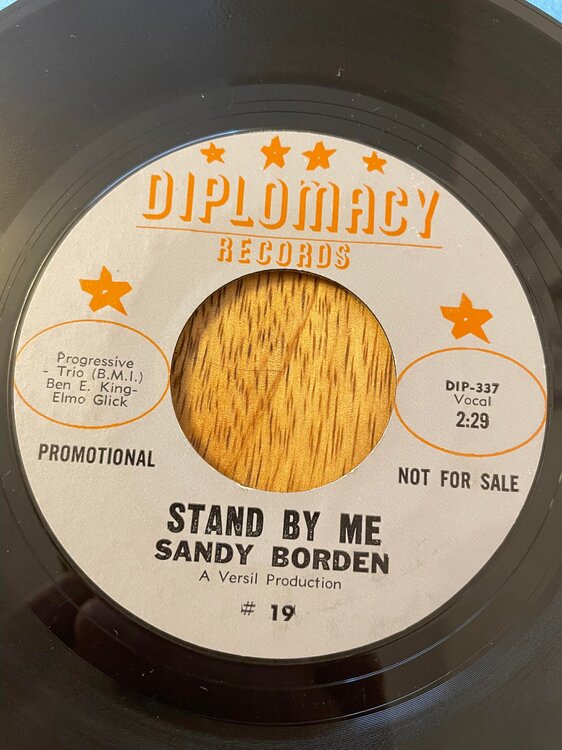 DIPLOMACY
RECORDS
Progressive
- Trio (B.M.I.)
Ben E. King-
Elmo Glick
DIP-337
Vocal
2:29
PROMOTIONAL
NOT FOR SALE
STAND BY ME
SANDY BORDEN
A Versil Production
# 19